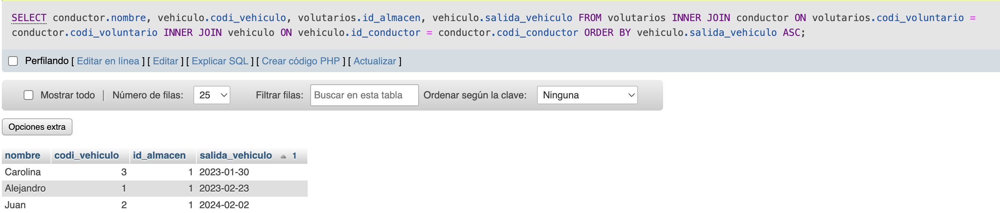 SELECT conductor.nombre, vehiculo.codi_vehiculo, volutarios.id_almacen, vehiculo.salida_vehiculo FROM volutarios INNER JOIN conductor ON volutarios.codi_voluntario =
conductor.codi_voluntario INNER JOIN vehiculo ON vehiculo.id_conductor = conductor.codi_conductor ORDER BY vehiculo.salida_vehiculo ASC;
Perfilando [ Editar en línea ] [ Editar ] [ Explicar SQL ] [ Crear código PHP ] [ Actualizar ]
Mostrar todo | Número de filas: 25 Filtrar filas: Buscar en esta tabla Ordenar según la clave: Ninguna
Opciones extra
nombre codi_vehiculo id_almacen salida_vehiculo 1
Carolina 3 1 2023-01-30
Alejandro 1 1 2023-02-23
Juan 2 1 2024-02-02